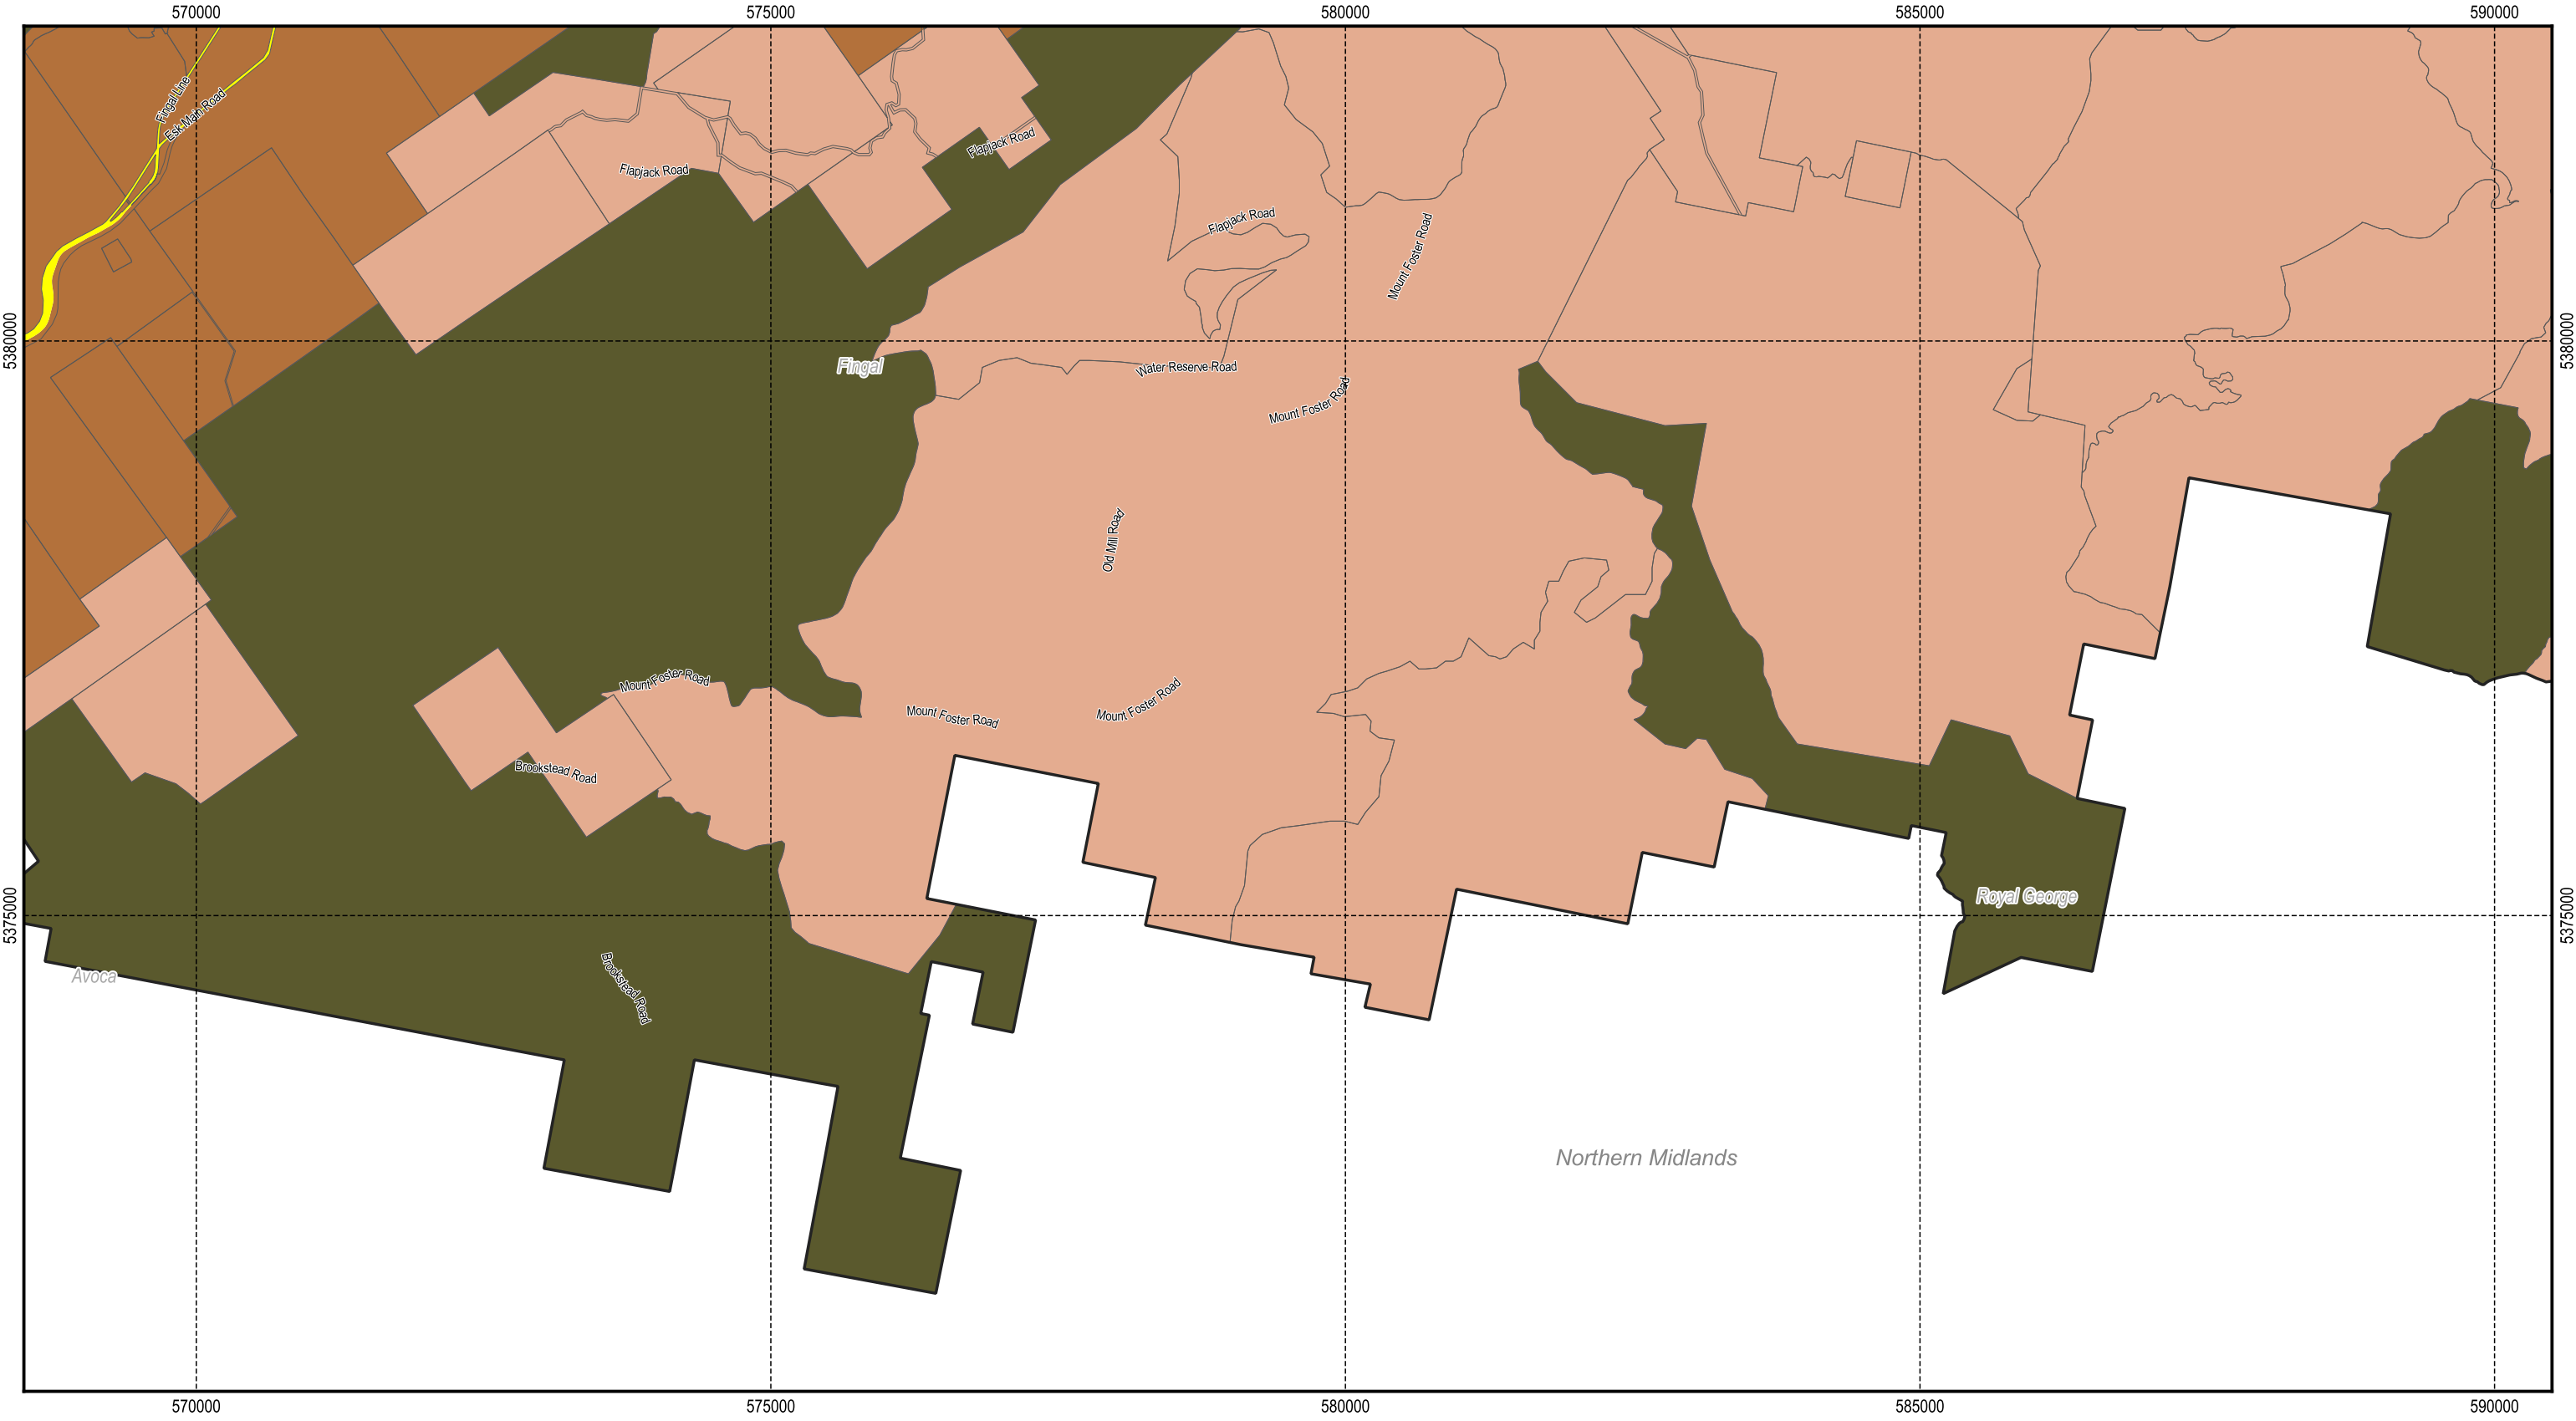 570000
575000
580000
585000
590000
Fingal Line
Esk Main Road
Flapjack Road
Flapjack Road
Flapjack Road
Mount Foster Road
5380000
5380000
Fingal
Water Reserve Road
Mount Foster Road
Old Mill Road
Mount Foster Road
Mount Foster Road
Mount Foster Road
Brookstead Road
5375000
5375000
Royal George
Avoca
Brookstead Road
Northern Midlands
570000
575000
580000
585000
590000